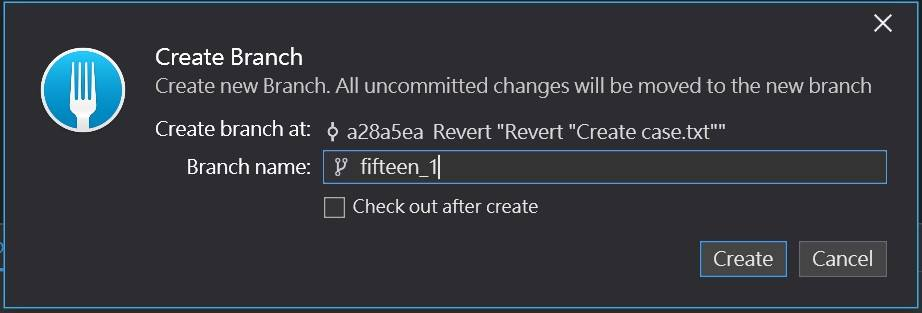 Create Branch
Create new Branch. All uncommitted changes will be moved to the new branch
Create branch at: a28a5ea Revert "Revert "Create case.txt""
Branch name: fifteen_1
Check out after create
Create Cancel